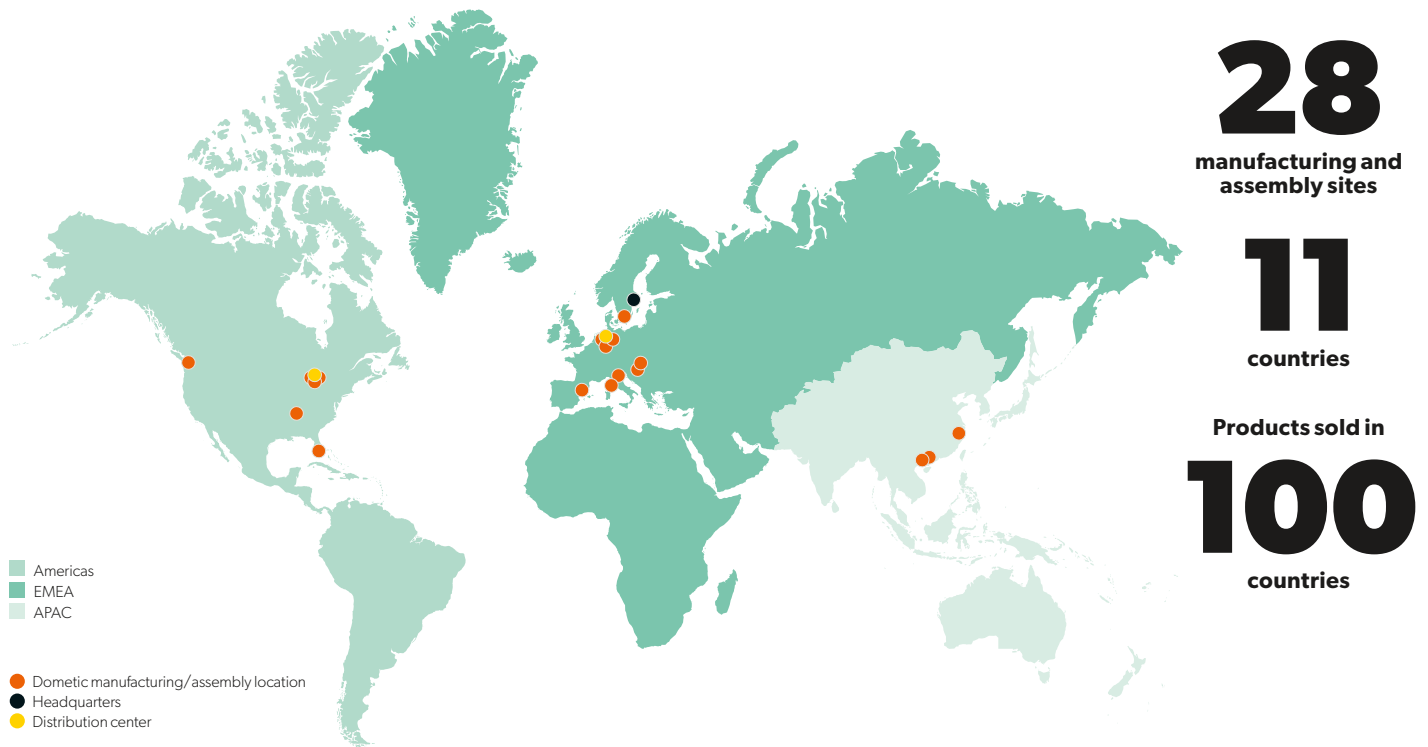 28
manufacturing and
assembly sites
11
countries
Products sold in
100
countries
Americas
EMEA
APAC
Dometic manufacturing/assembly location
Headquarters
Distribution center